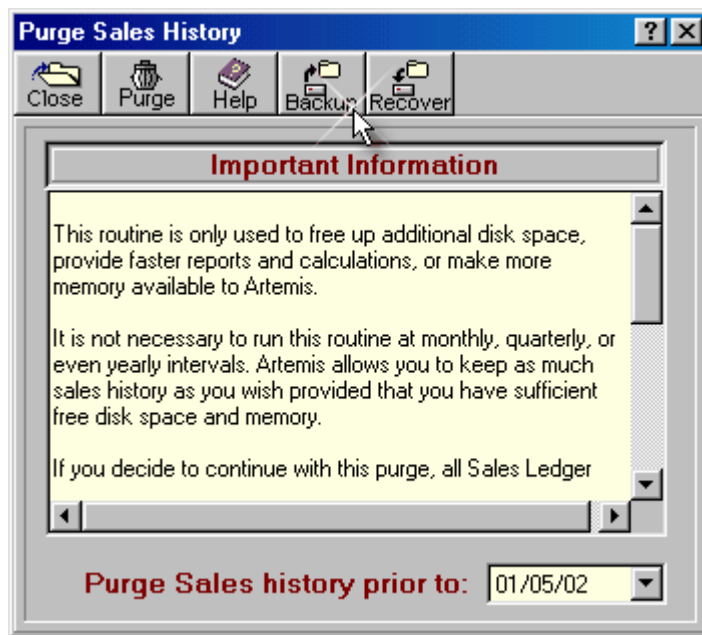 Purge Sales History
Close Purge Help Backup Recover
Important Information
This routine is only used to free up additional disk space,
provide faster reports and calculations, or make more
memory available to Artemis.
It is not necessary to run this routine at monthly, quarterly, or
even yearly intervals. Artemis allows you to keep as much
sales history as you wish provided that you have sufficient
free disk space and memory.
If you decide to continue with this purge, all Sales Ledger
Purge Sales history prior to: 01/05/02